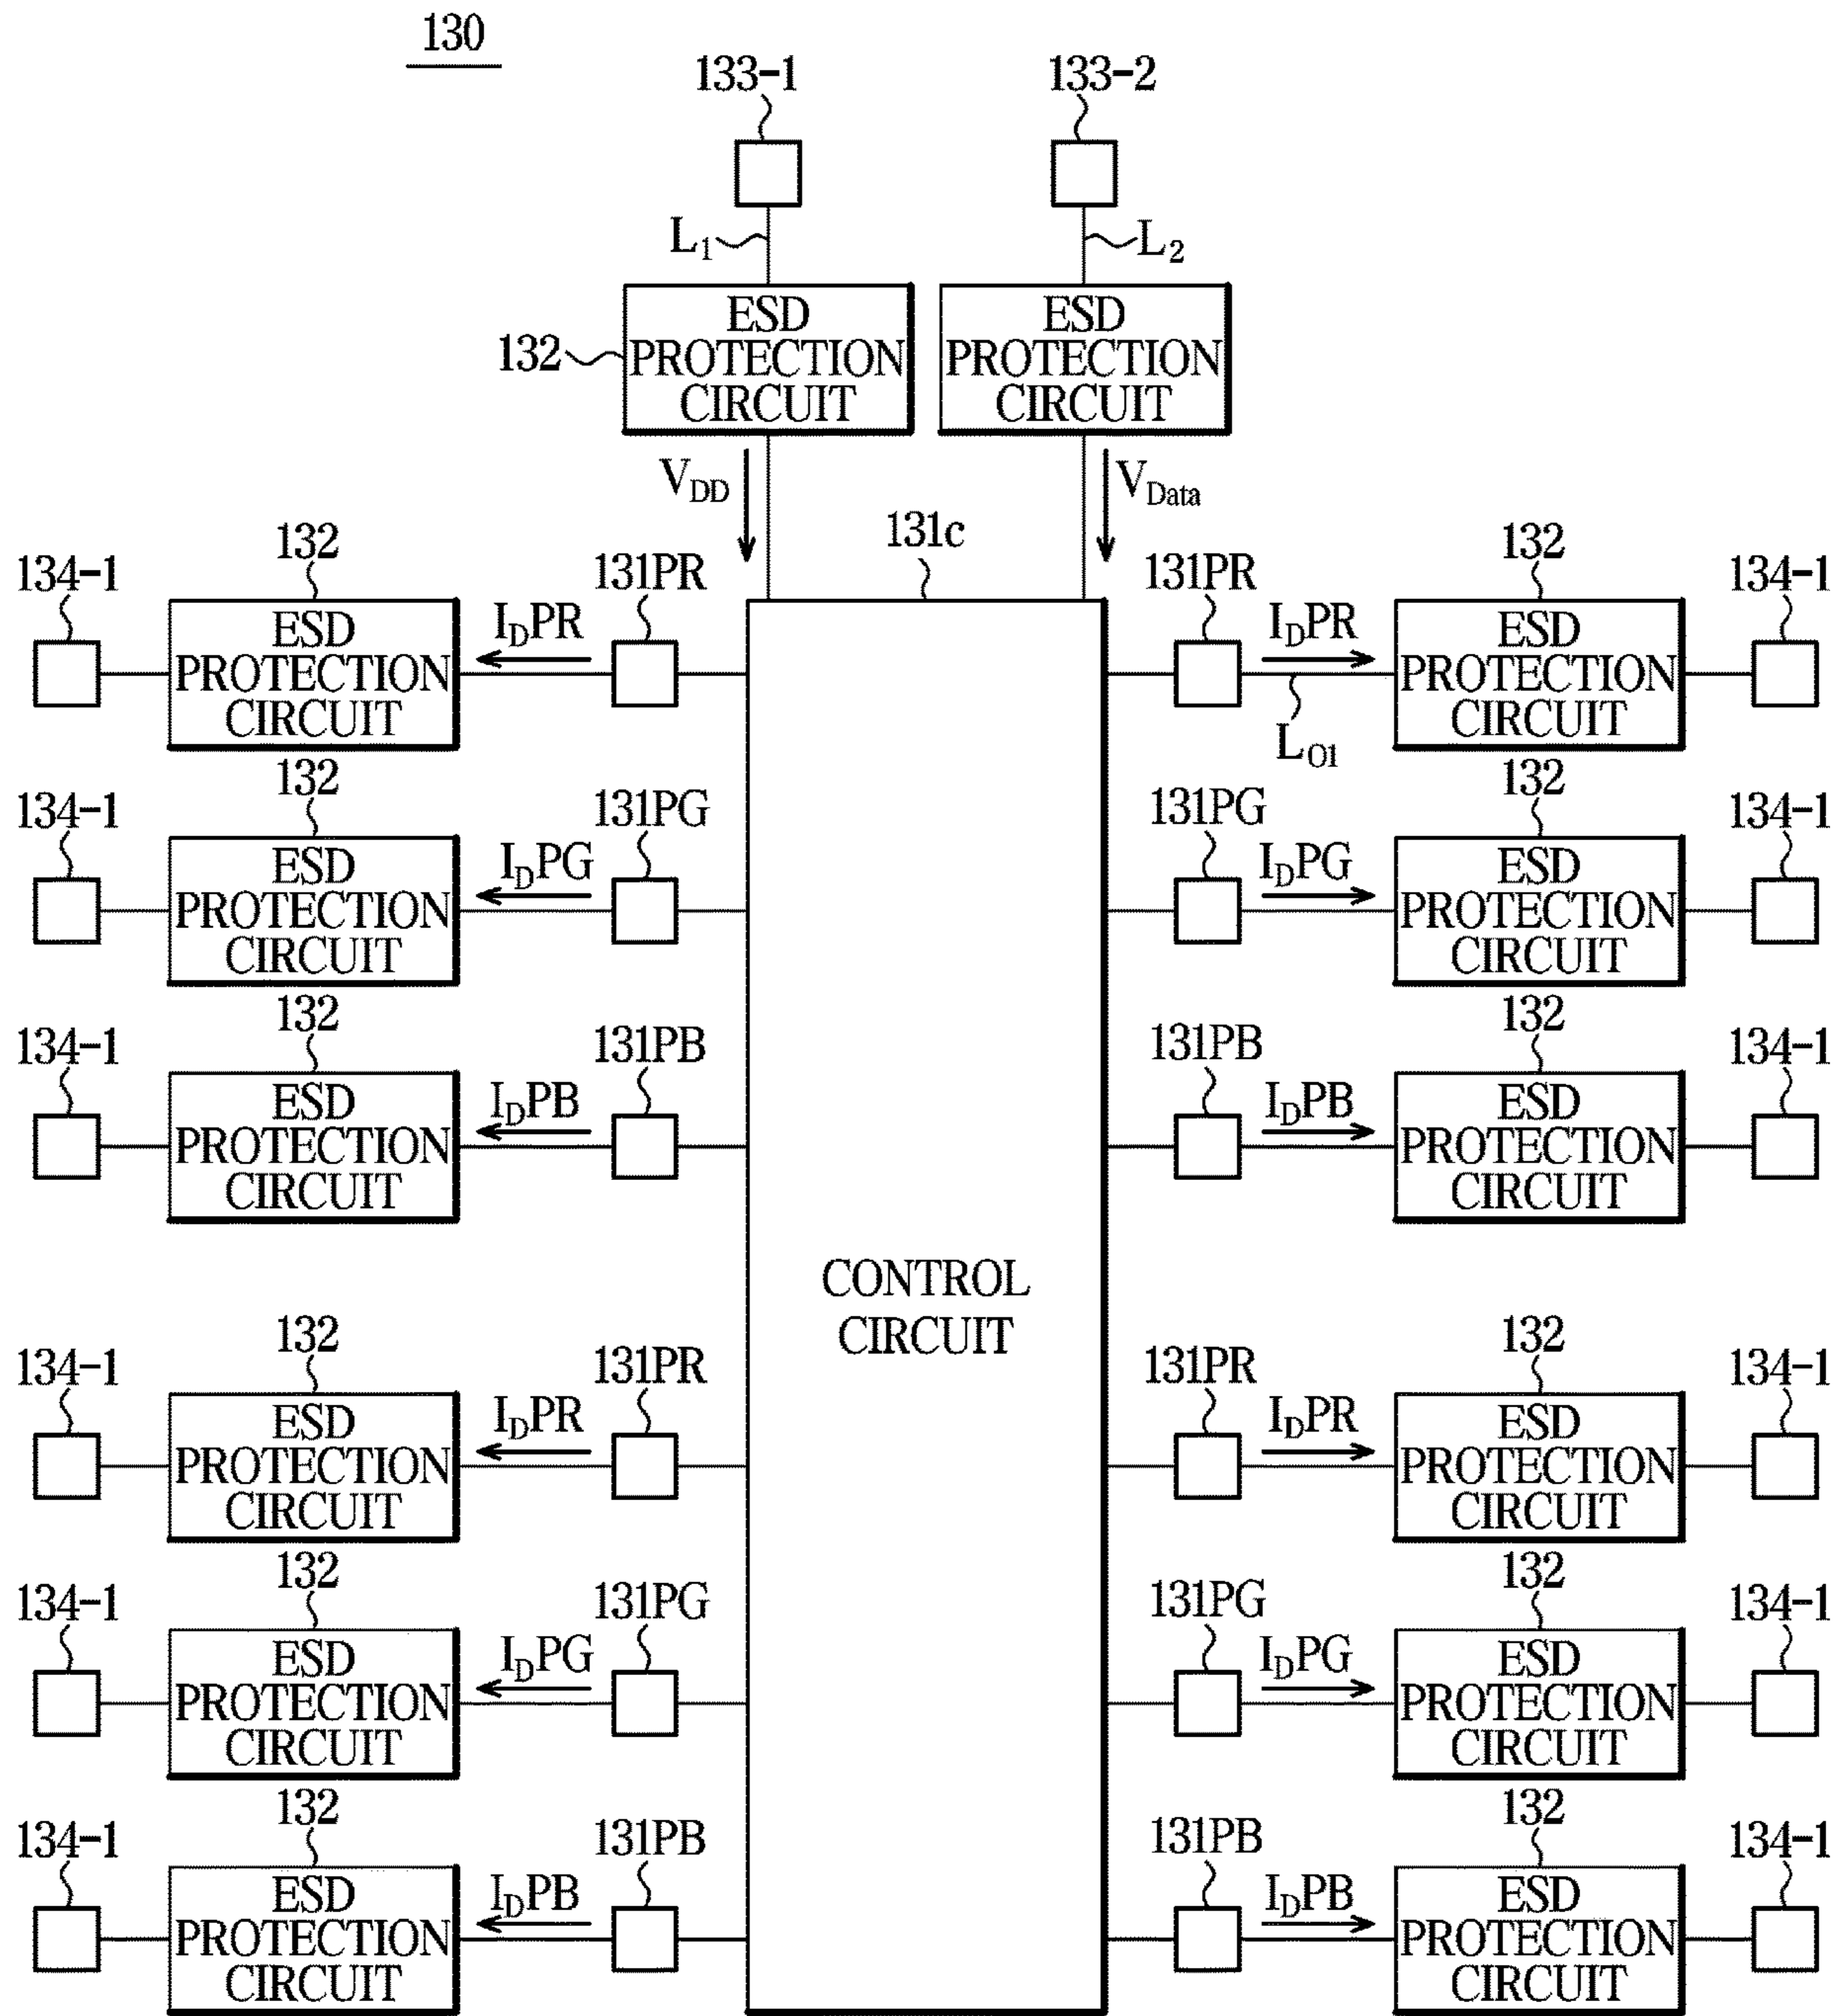 130
133-1 133-2
L1 L2
ESD PROTECTION CIRCUIT ESD PROTECTION CIRCUIT
132
VDD VData
131c
134-1 132 131PR 131PR 132 134-1
ESD PROTECTION CIRCUIT IDPR IDPR ESD PROTECTION CIRCUIT
LO1
134-1 132 131PG 131PG 132 134-1
ESD PROTECTION CIRCUIT IDPG IDPG ESD PROTECTION CIRCUIT
134-1 132 131PB 131PB 132 134-1
ESD PROTECTION CIRCUIT IDPB IDPB ESD PROTECTION CIRCUIT
CONTROL
CIRCUIT
134-1 132 131PR 131PR 132 134-1
ESD PROTECTION CIRCUIT IDPR IDPR ESD PROTECTION CIRCUIT
134-1 132 131PG 131PG 132 134-1
ESD PROTECTION CIRCUIT IDPG IDPG ESD PROTECTION CIRCUIT
134-1 132 131PB 131PB 132 134-1
ESD PROTECTION CIRCUIT IDPB IDPB ESD PROTECTION CIRCUIT